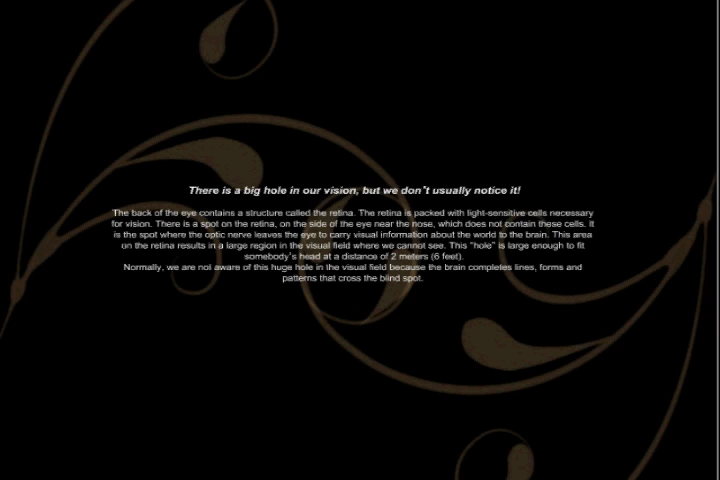 There is a big hole in our vision, but we don't usually notice it!
The back of the eye contains a structure called the retina. The retina is packed with light-sensitive cells necessary
for vision. There is a spot on the retina, on the side of the eye near the nose, which does not contain these cells. It
is the spot where the optic nerve leaves the eye to carry visual information about the world to the brain. This area
on the retina results in a large region in the visual field where we cannot see. This "hole" is large enough to fit
somebody's head at a distance of 2 meters (6 feet).
Normally, we are not aware of this huge hole in the visual field because the brain completes lines, forms and
patterns that cross the blind spot.